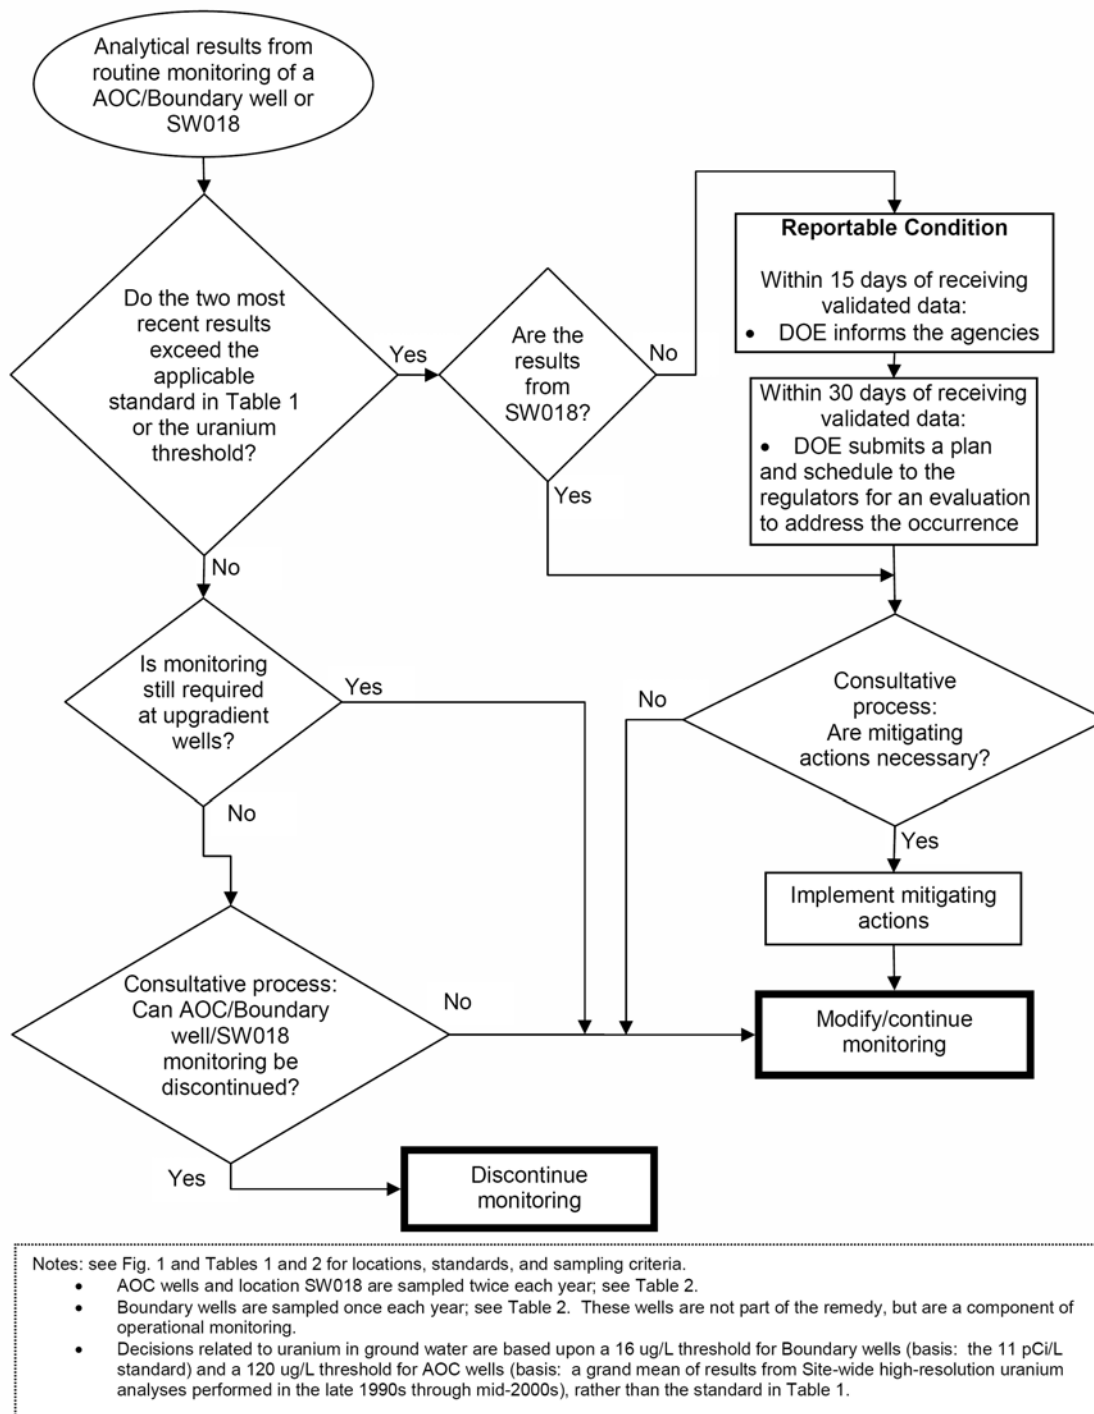 Analytical results from
routine monitoring of a
AOC/Boundary well or
SW018
Do the two most
recent results
exceed the
applicable
standard in Table 1
or the uranium
threshold?
Yes
Are the
results
from
SW018?
No
Reportable Condition
Within 15 days of receiving
validated data:
• DOE informs the agencies
Within 30 days of receiving
validated data:
• DOE submits a plan
and schedule to the
regulators for an evaluation
to address the occurrence
Yes
No
Is monitoring
still required
at upgradient
wells?
Yes
No
Consultative
process:
Are mitigating
actions necessary?
No
Yes
Implement mitigating
actions
Consultative process:
Can AOC/Boundary
well/SW018
monitoring be
discontinued?
No
Modify/continue
monitoring
Yes
Discontinue
monitoring
Notes: see Fig. 1 and Tables 1 and 2 for locations, standards, and sampling criteria.
• AOC wells and location SW018 are sampled twice each year; see Table 2.
• Boundary wells are sampled once each year; see Table 2. These wells are not part of the remedy, but are a component of
operational monitoring.
• Decisions related to uranium in ground water are based upon a 16 ug/L threshold for Boundary wells (basis: the 11 pCi/L
standard) and a 120 ug/L threshold for AOC wells (basis: a grand mean of results from Site-wide high-resolution uranium
analyses performed in the late 1990s through mid-2000s), rather than the standard in Table 1.